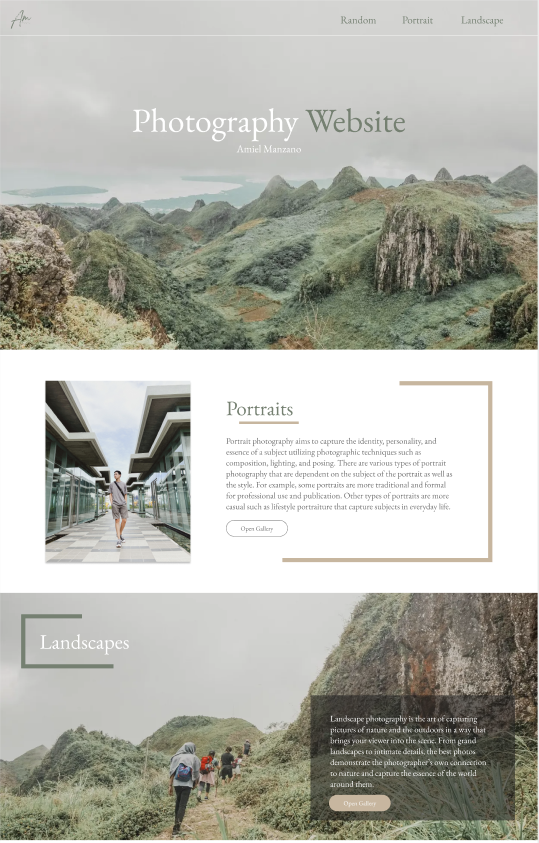 Am
Random Portrait Landscape
Photography Website
Amiel Manzano
Portraits
Portrait photography aims to capture the identity, personality, and
essence of a subject utilizing photographic techniques such as
composition, lighting, and posing. There are various types of portrait
photography that are dependent on the subject of the portrait as well as
the style. For example, some portraits are more traditional and formal
for professional use and publication. Other types of portraits are more
casual such as lifestyle portraiture that capture subjects in everyday life.
Open Gallery
Landscapes
Landscape photography is the art of capturing
pictures of nature and the outdoors in a way that
brings your viewer into the scene. From grand
landscapes to intimate details, the best photos
demonstrate the photographer's own connection
to nature and capture the essence of the world
around them.
Open Gallery